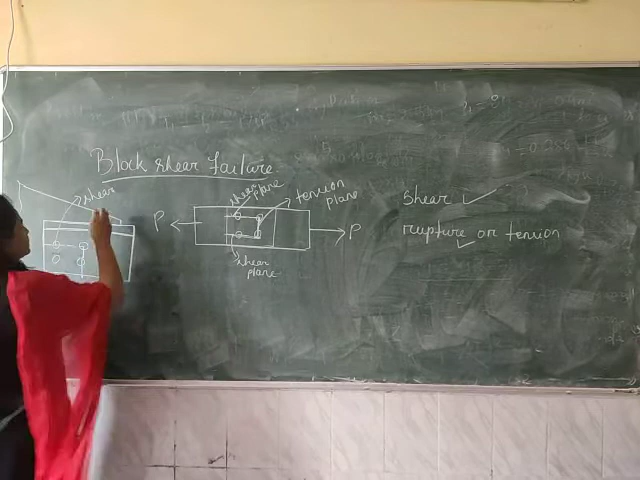 Block shear failure
shear
P
shear
plane
tension
plane
shear
plane
P
shear
rupture or tension